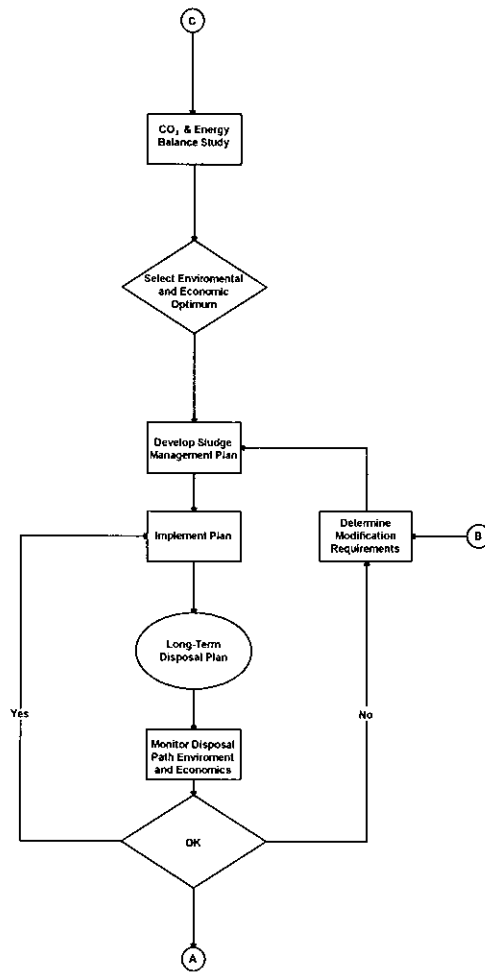 C
CO₂ & Energy
Balance Study
Select Enviromental
and Economic
Optimum
Develop Sludge
Management Plan
Implement Plan
Determine
Modification
Requirements
B
Long-Term
Disposal Plan
Yes
No
Monitor Disposal
Path Enviroment
and Economics
OK
A